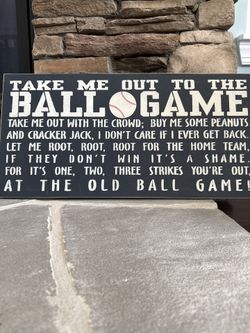 TAKE ME OUT TO THE
BALL GAME
TAKE ME OUT WITH THE CROWD; BUY ME SOME PEANUTS
AND CRACKER JACK, I DON'T CARE IF I EVER GET BACK.
LET ME ROOT, ROOT, ROOT FOR THE HOME TEAM,
IF THEY DON'T WIN IT'S A SHAME.
FOR IT'S ONE, TWO, THREE STRIKES YOU'RE OUT,
AT THE OLD BALL GAME!